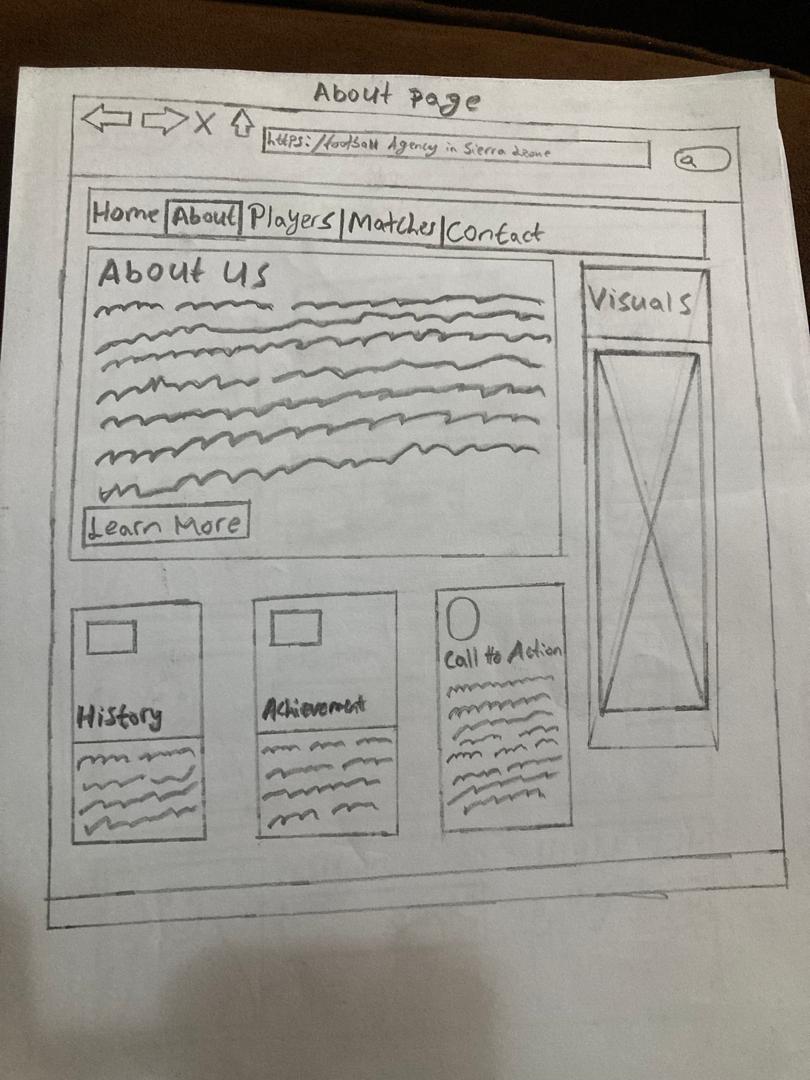 About page
X
https://football Agency in Sierra Leone
Home About Players Matches Contact
About Us
Visuals
Learn More
History
Achievement
Call to Action